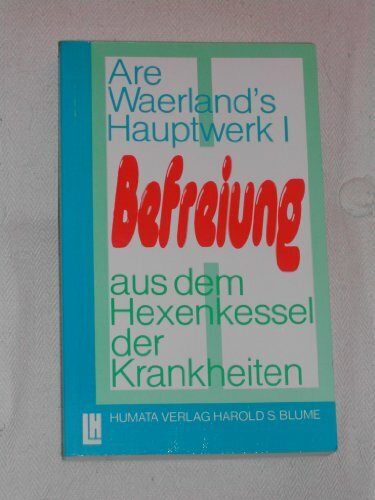 Are
Waerland's
Hauptwerk I
Befreiung
aus dem
Hexenkessel
der
Krankheiten
LH HUMATA VERLAG HAROLD S. BLUME